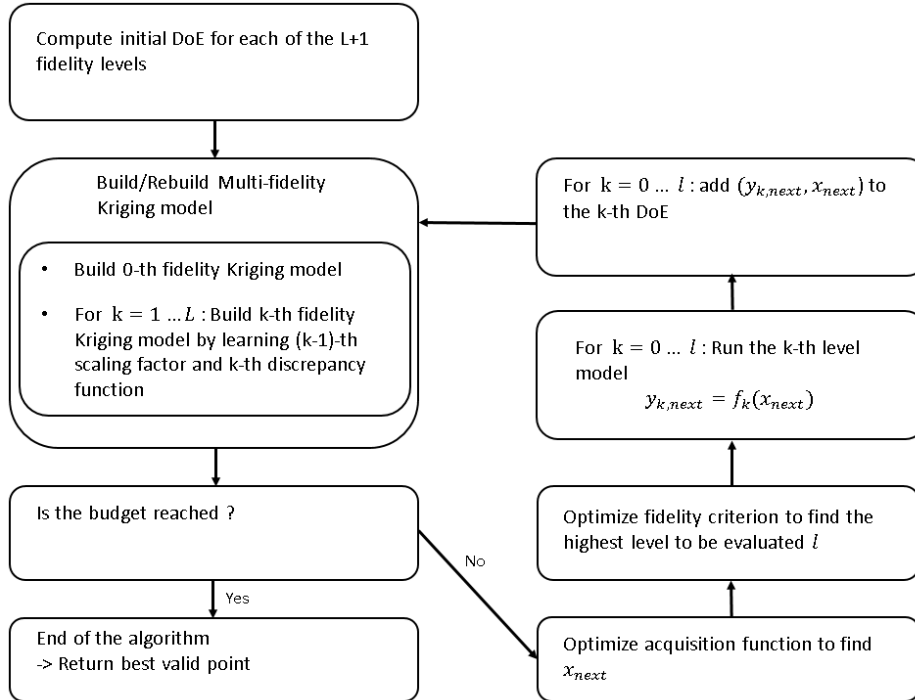 Compute initial DoE for each of the L+1
fidelity levels
Build/Rebuild Multi-fidelity
Kriging model
• Build 0-th fidelity Kriging model
• For k = 1 ... L : Build k-th fidelity
Kriging model by learning (k-1)-th
scaling factor and k-th discrepancy
function
Is the budget reached ?
Yes
No
End of the algorithm
-> Return best valid point
Optimize acquisition function to find
x_{next}
Optimize fidelity criterion to find the
highest level to be evaluated l
For k = 0 ... l : Run the k-th level
model
y_{k,next} = f_k(x_{next})
For k = 0 ... l : add (y_{k,next}, x_{next}) to
the k-th DoE